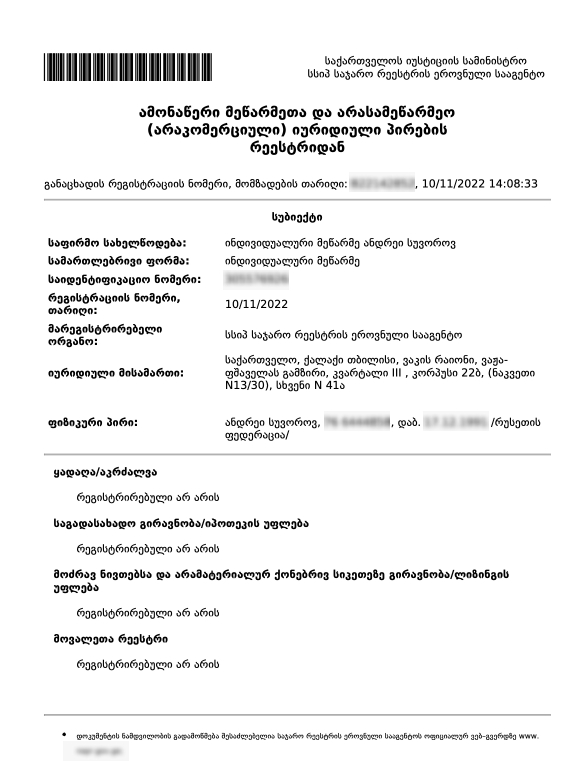 საქართველოს იუსტიციის სამინისტრო
სსიპ საჯარო რეესტრის ეროვნული სააგენტო
ამონაწერი მეწარმეთა და არასამეწარმეო
(არაკომერციული) იურიდიული პირების
რეესტრიდან
განაცხადის რეგისტრაციის ნომერი, მომზადების თარიღი: , 10/11/2022 14:08:33
სუბიექტი
საფირმო სახელწოდება: ინდივიდუალური მეწარმე ანდრეი სუვოროვ
სამართლებრივი ფორმა: ინდივიდუალური მეწარმე
საიდენტიფიკაციო ნომერი:
რეგისტრაციის ნომერი,
თარიღი:
10/11/2022
მარეგისტრირებელი
ორგანო:
სსიპ საჯარო რეესტრის ეროვნული სააგენტო
იურიდიული მისამართი:
საქართველო, ქალაქი თბილისი, ვაკის რაიონი, ვაჟა-
ფშაველას გამზირი, კვარტალი III , კორპუსი 22ბ, (ნაკვეთი
N13/30), სხვენი N 41ა
ფიზიკური პირი: ანდრეი სუვოროვ, , დაბ. /რუსეთის
ფედერაცია/
ყადაღა/აკრძალვა
რეგისტრირებული არ არის
საგადასახადო გირავნობა/იპოთეკის უფლება
რეგისტრირებული არ არის
მოძრავ ნივთებსა და არამატერიალურ ქონებრივ სიკეთეზე გირავნობა/ლიზინგის
უფლება
რეგისტრირებული არ არის
მოვალეთა რეესტრი
რეგისტრირებული არ არის
• დოკუმენტის ნამდვილობის გადამოწმება შესაძლებელია საჯარო რეესტრის ეროვნული სააგენტოს ოფიციალურ ვებ-გვერდზე www.